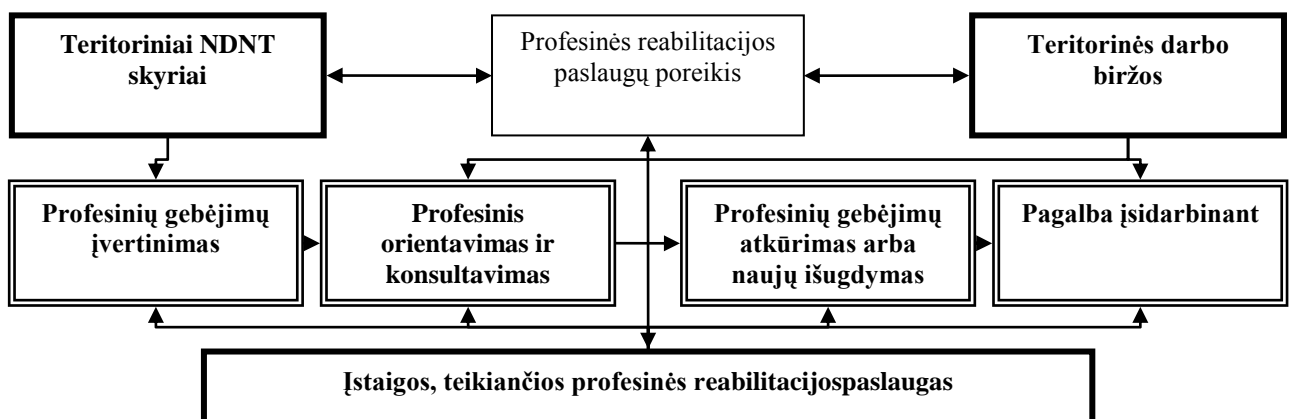 Teritoriniai NDNT
skyriai
Profesinės reabilitacijos
paslaugų poreikis
Teritorinės darbo
biržos
Profesinių gebėjimų
įvertinimas
Profesinis
orientavimas ir
konsultavimas
Profesinių gebėjimų
atkūrimas arba
naujų išugdymas
Pagalba įsidarbinant
Įstaigos, teikiančios profesinės reabilitacijospaslaugas